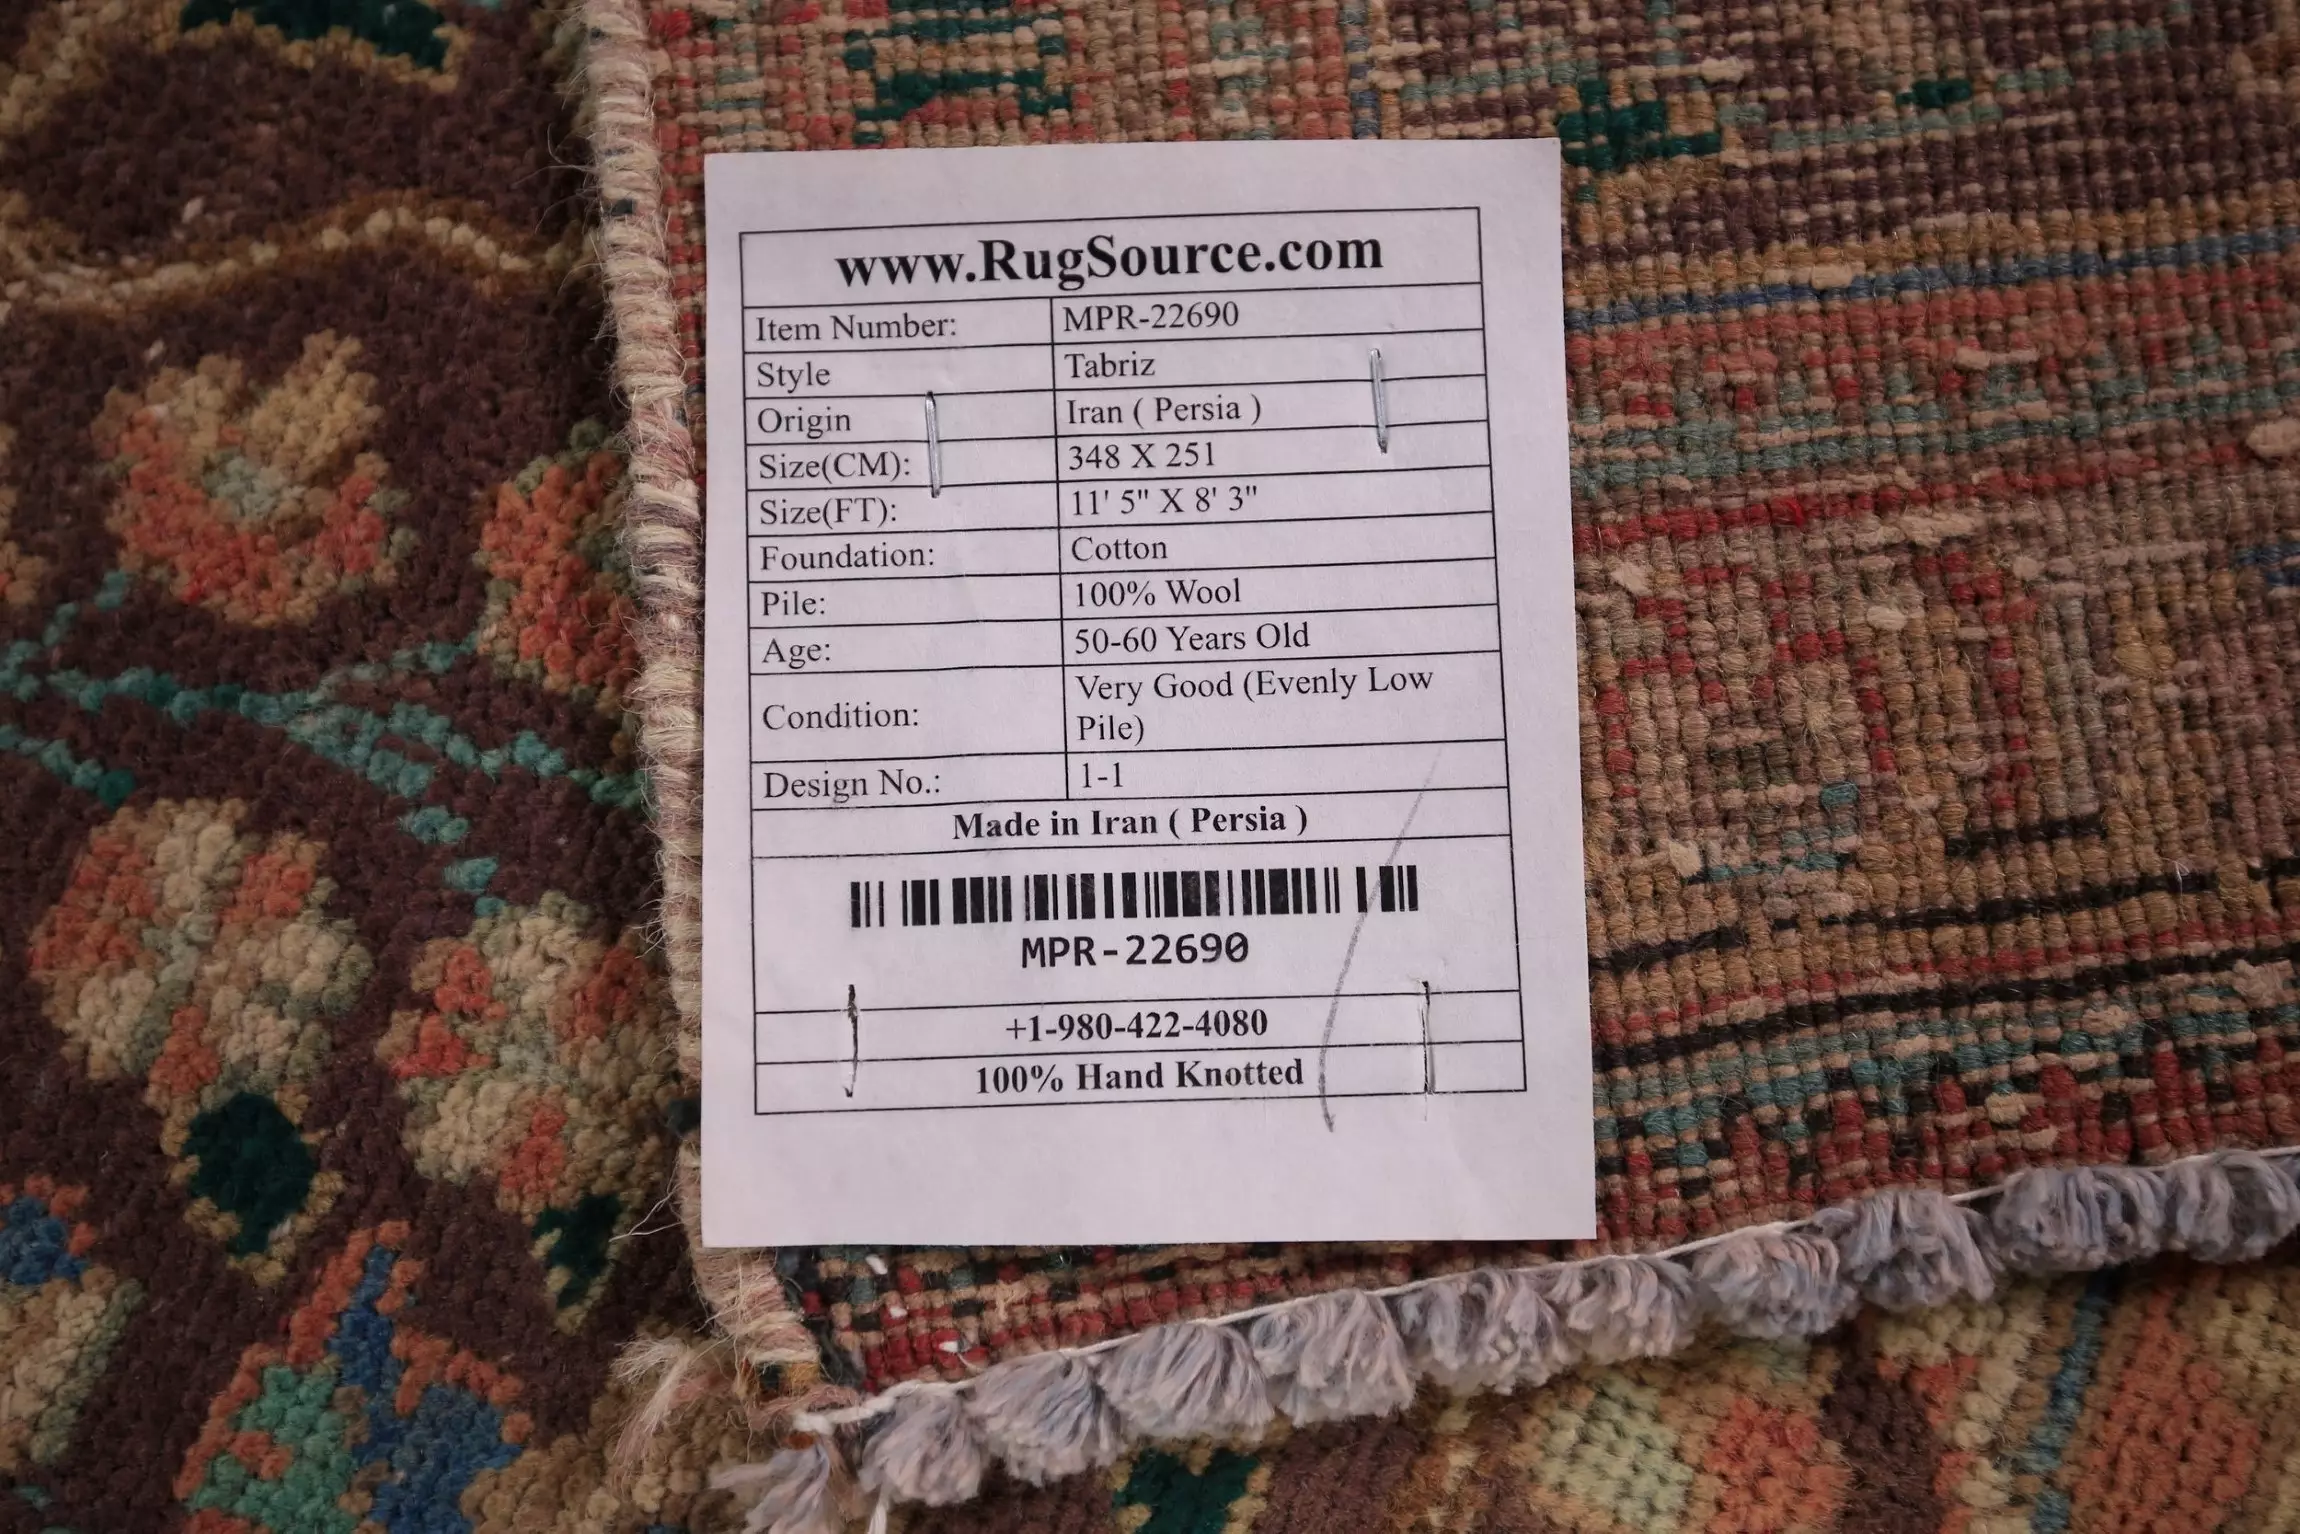 www.RugSource.com
Item Number: MPR-22690
Style Tabriz
Origin Iran ( Persia )
Size(CM): 348 X 251
Size(FT): 11' 5" X 8' 3"
Foundation: Cotton
Pile: 100% Wool
Age: 50-60 Years Old
Condition: Very Good (Evenly Low
Pile)
Design No.: 1-1
Made in Iran ( Persia )
MPR-22690
+1-980-422-4080
100% Hand Knotted